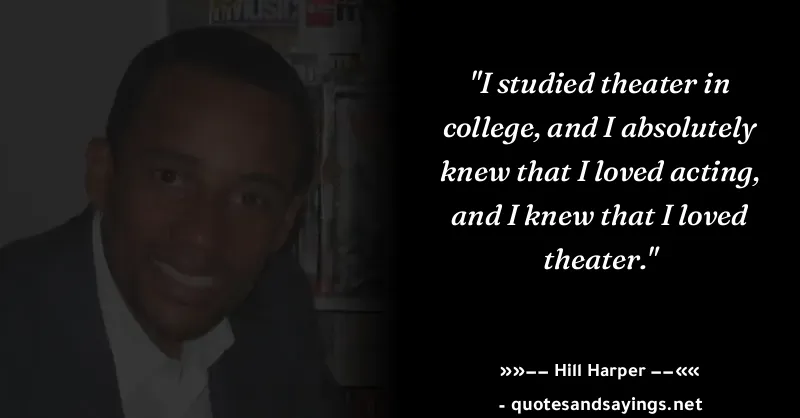 music
"I studied theater in
college, and I absolutely
knew that I loved acting,
and I knew that I loved
theater."
»»−− Hill Harper −−««
- quotesandsayings.net